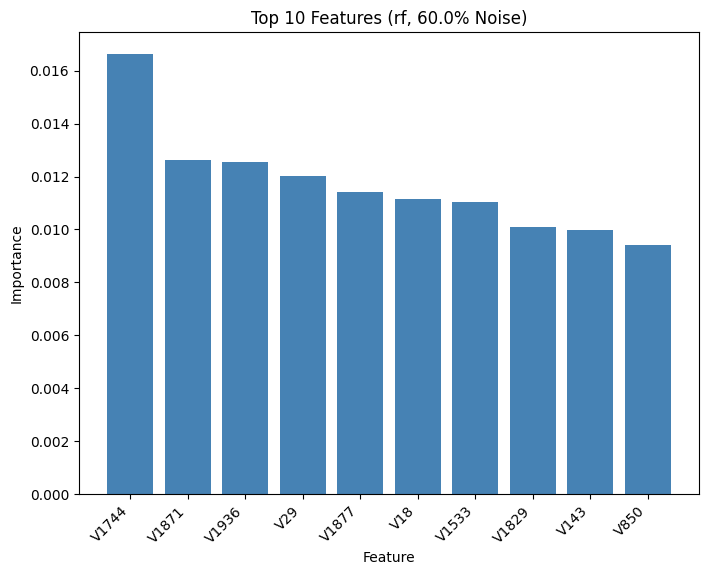 Top 10 Features (rf, 60.0% Noise)
Importance
0.016
0.014
0.012
0.010
0.008
0.006
0.004
0.002
0.000
V1744
V1871
V1936
V29
V1877
V18
V1533
V1829
V143
V850
Feature